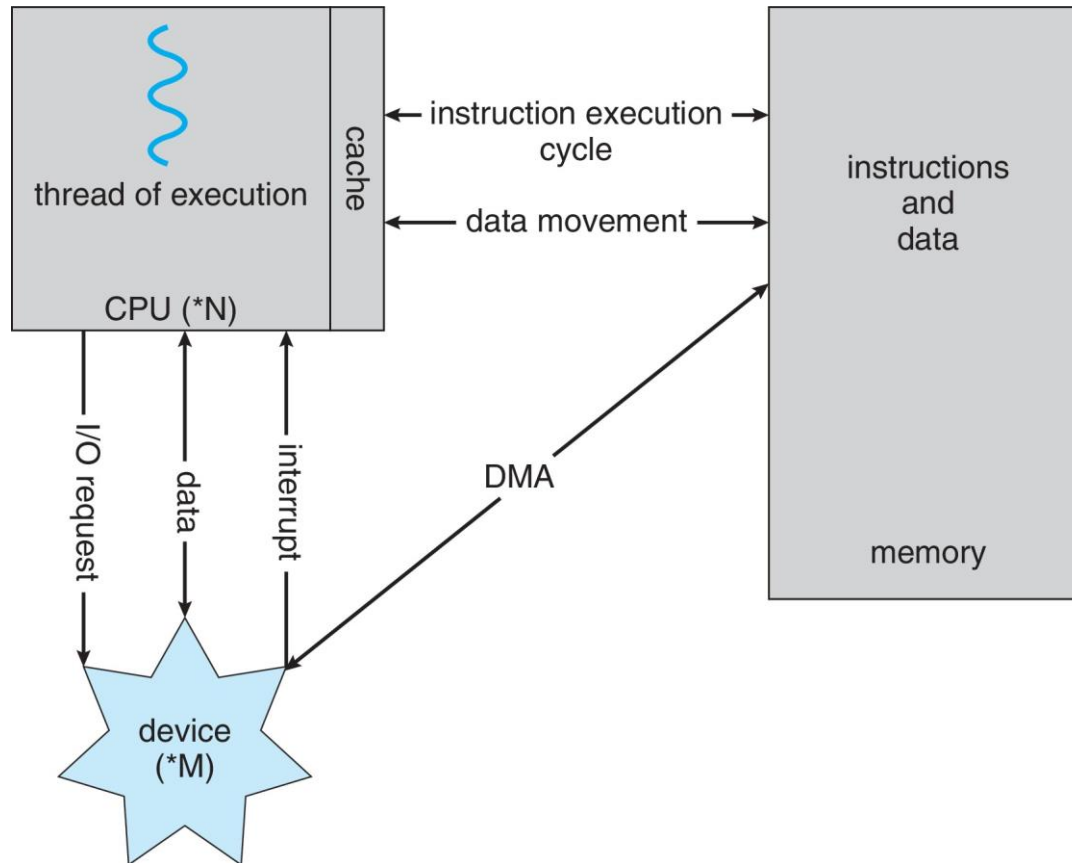 thread of execution
CPU (*N)
cache
instruction execution
cycle
data movement
instructions
and
data
memory
I/O request
data
interrupt
DMA
device
(*M)